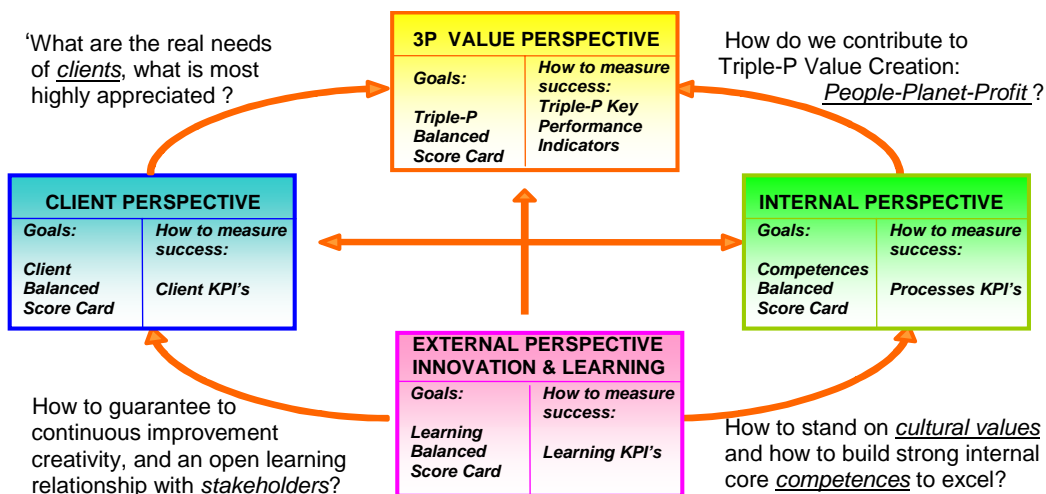 ‘What are the real needs
of clients, what is most
highly appreciated ?
3P VALUE PERSPECTIVE
Goals:
Triple-P
Balanced
Score Card
How to measure
success:
Triple-P Key
Performance
Indicators
How do we contribute to
Triple-P Value Creation:
People-Planet-Profit ?
CLIENT PERSPECTIVE
Goals:
Client
Balanced
Score Card
How to measure
success:
Client KPI's
INTERNAL PERSPECTIVE
Goals:
Competences
Balanced
Score Card
How to measure
success:
Processes KPI's
EXTERNAL PERSPECTIVE
INNOVATION & LEARNING
Goals:
Learning
Balanced
Score Card
How to measure
success:
Learning KPI's
How to guarantee to
continuous improvement
creativity, and an open learning
relationship with stakeholders?
How to stand on cultural values
and how to build strong internal
core competences to excel?